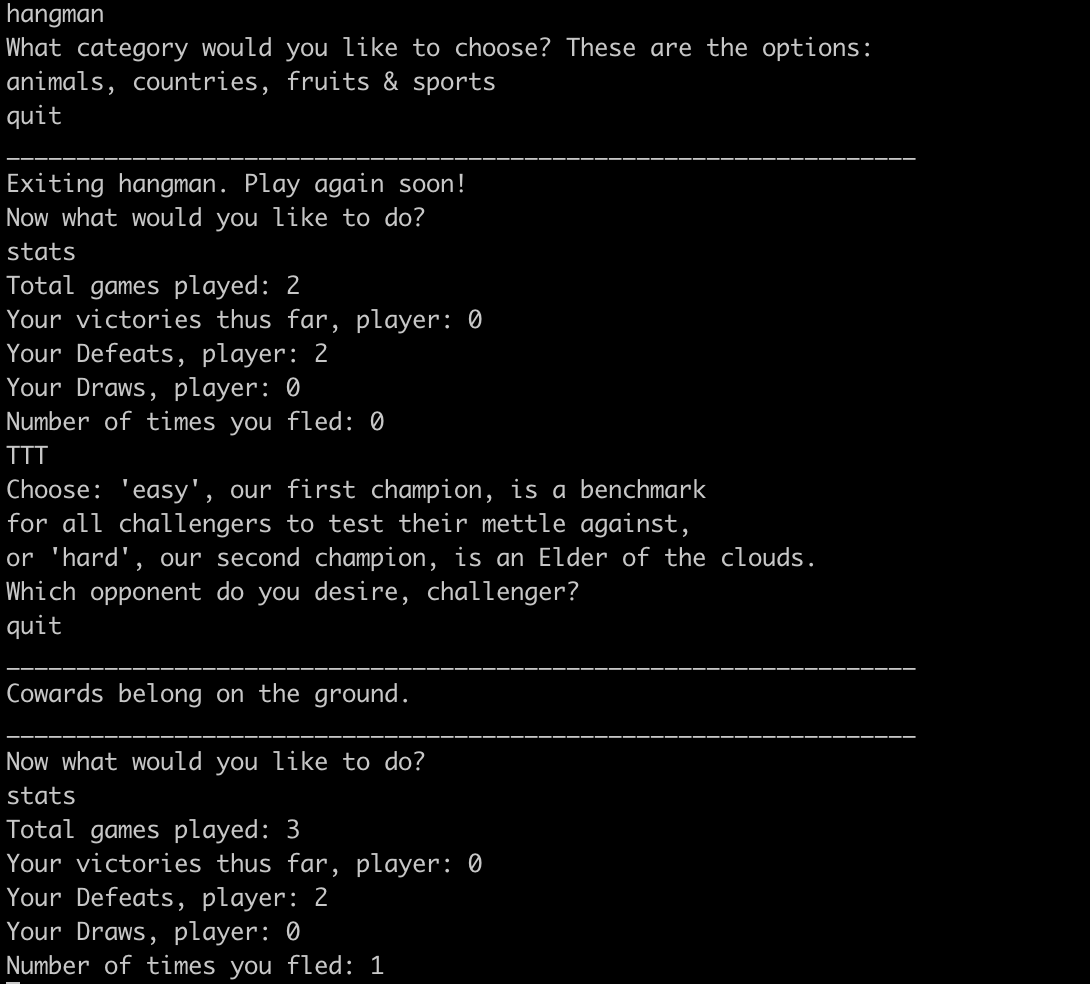 hangman
What category would you like to choose? These are the options:
animals, countries, fruits & sports
quit
_________________________________________________________________
Exiting hangman. Play again soon!
Now what would you like to do?
stats
Total games played: 2
Your victories thus far, player: 0
Your Defeats, player: 2
Your Draws, player: 0
Number of times you fled: 0
TTT
Choose: 'easy', our first champion, is a benchmark
for all challengers to test their mettle against,
or 'hard', our second champion, is an Elder of the clouds.
Which opponent do you desire, challenger?
quit
_________________________________________________________________
Cowards belong on the ground.
_________________________________________________________________
Now what would you like to do?
stats
Total games played: 3
Your victories thus far, player: 0
Your Defeats, player: 2
Your Draws, player: 0
Number of times you fled: 1